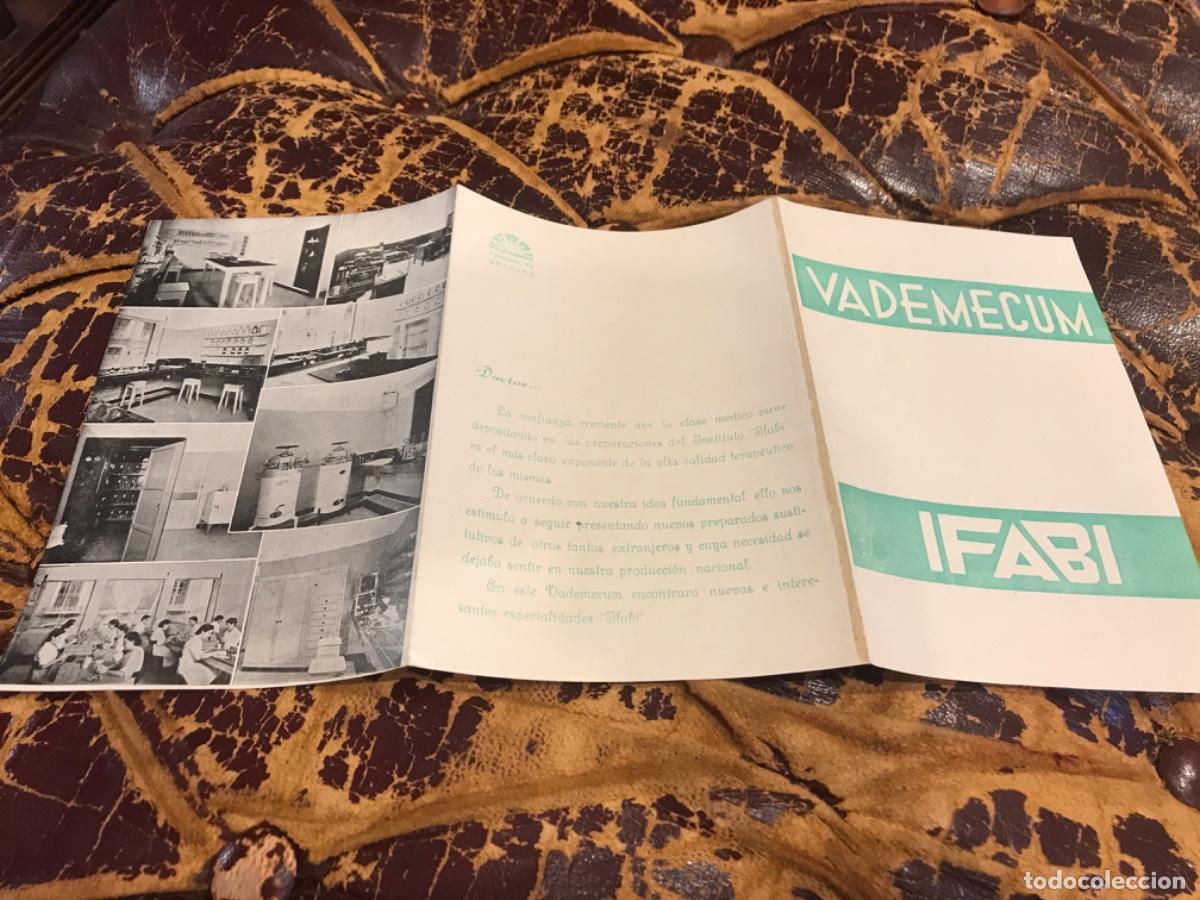 GRANADA
Doctor...
La confianza creciente que la clase médica viene
depositando en las preparaciones del Instituto "Ifabi"
es el más claro exponente de la alta calidad terapéutica
de las mismas
De acuerdo con nuestra idea fundamental, ello nos
estimula a seguir presentando nuevos preparados susti-
tutivos de otros tantos extranjeros y cuya necesidad se
dejaba sentir en nuestra producción nacional.
En este Vademecum encontrará nuevas e intere-
santes especialidades "Ifabi"
VADEMECUM
IFABI
todocoleccion